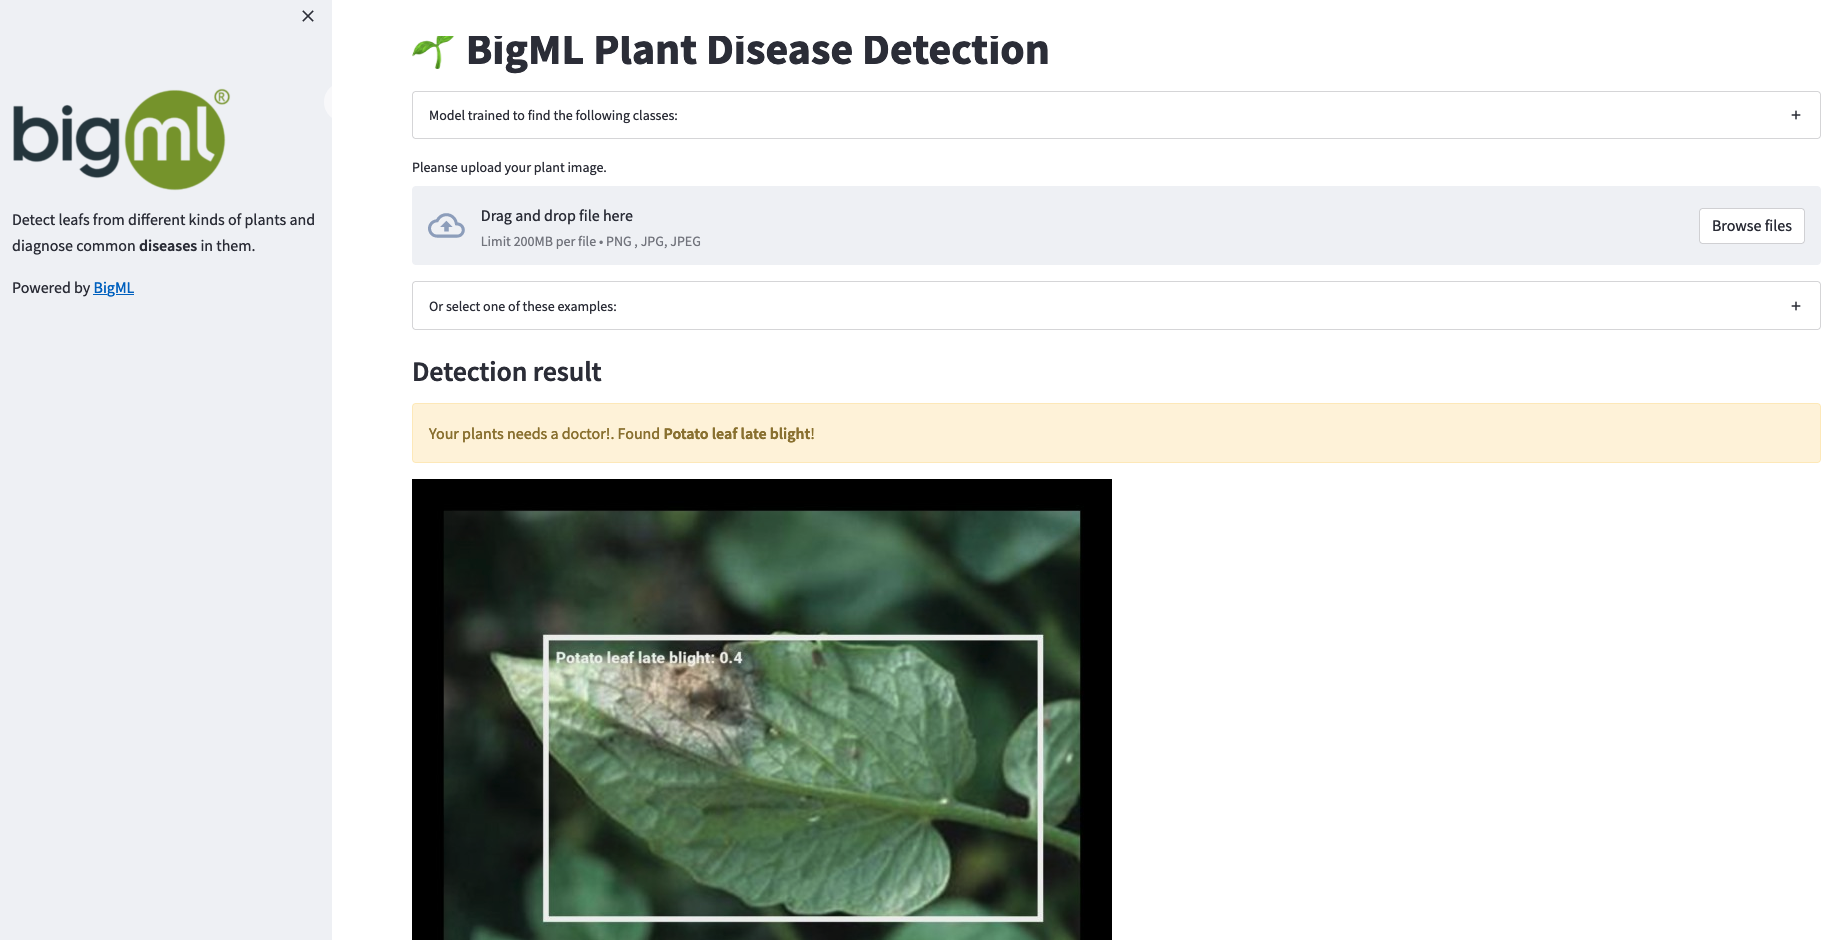 bigml®
Detect leafs from different kinds of plants and
diagnose common diseases in them.
Powered by BigML
BigML Plant Disease Detection
Model trained to find the following classes:
Pleanse upload your plant image.
Drag and drop file here
Limit 200MB per file • PNG , JPG, JPEG
Browse files
Or select one of these examples:
Detection result
Your plants needs a doctor!. Found Potato leaf late blight!
Potato leaf late blight: 0.4